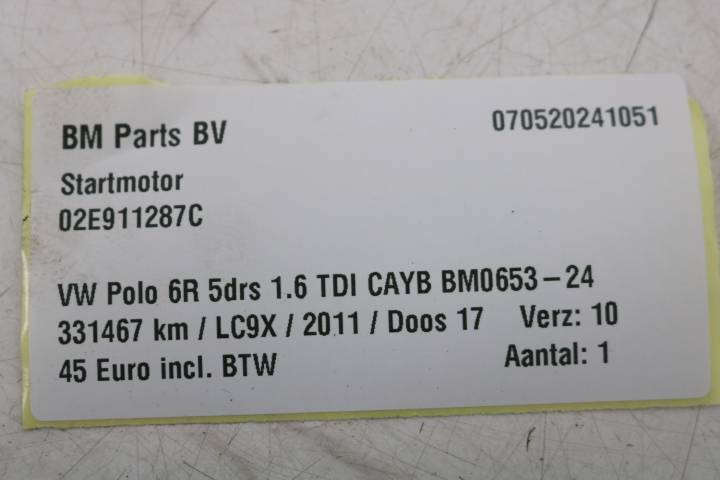 BM Parts BV 070520241051
Startmotor
02E911287C
VW Polo 6R 5drs 1.6 TDI CAYB BM0653-24
331467 km / LC9X / 2011 / Doos 17 Verz: 10
45 Euro incl. BTW Aantal: 1